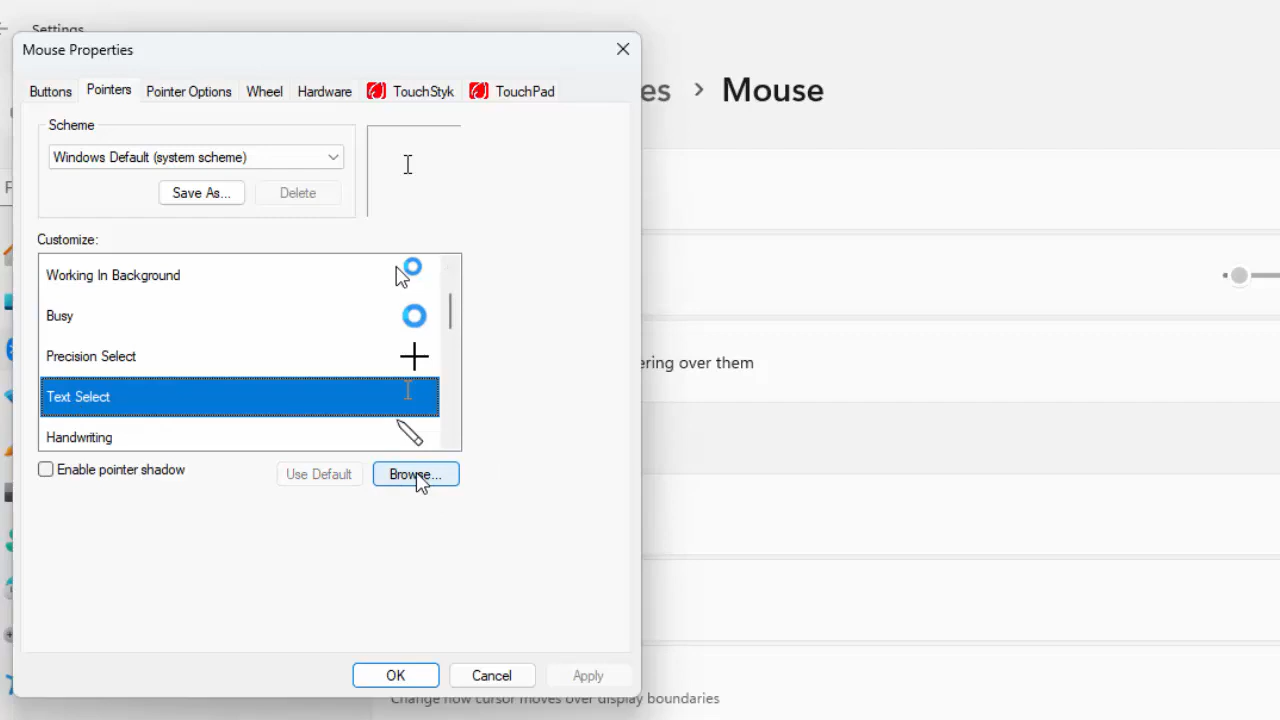 Settings
Mouse Properties
es > Mouse
Buttons Pointers Pointer Options Wheel Hardware TouchStyk TouchPad
Scheme
Windows Default (system scheme)
Save As... Delete
Customize:
Working In Background
Busy
Precision Select
ering over them
Text Select
Handwriting
Enable pointer shadow
Use Default Browse...
OK Cancel Apply
Change how cursor moves over display boundaries